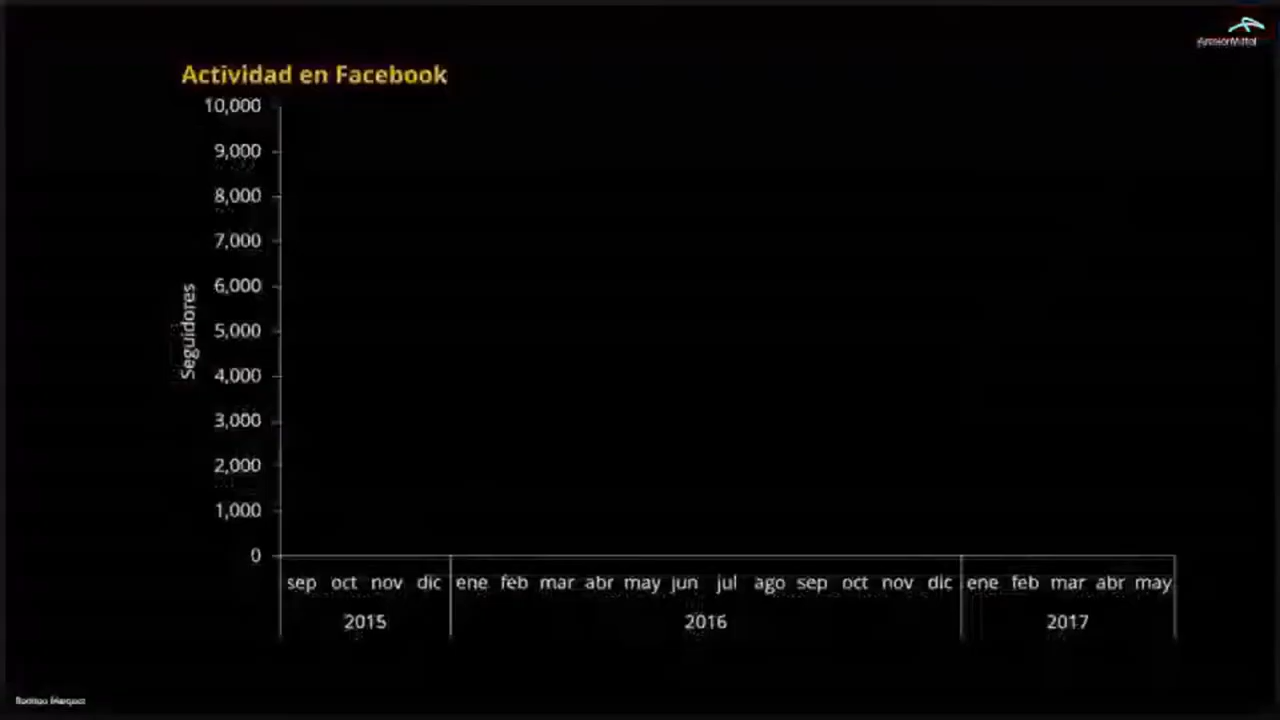 ArcelorMittal
Actividad en Facebook
10,000
9,000
8,000
7,000
6,000
5,000
4,000
3,000
2,000
1,000
0
Seguidores
sep oct nov dic ene feb mar abr may jun jul ago sep oct nov dic ene feb mar abr may
2015 2016 2017